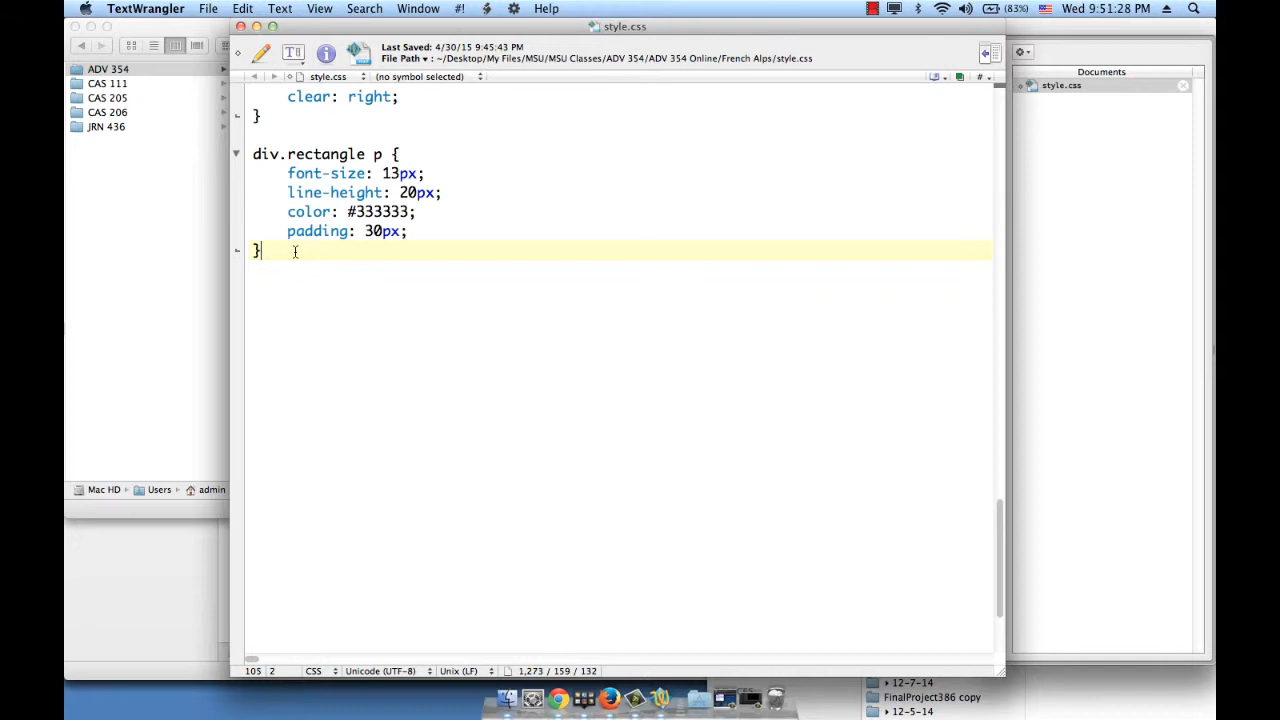 TextWrangler File Edit Text View Search Window #! Help (83%) Wed 9:51:28 PM
style.css
Last Saved: 4/30/15 9:45:43 PM
File Path ▾ : ~/Desktop/My Files/MSU/MSU Classes/ADV 354/ADV 354 Online/French Alps/style.css
style.css (no symbol selected) #
Documents
style.css
ADV 354
CAS 111
CAS 205
CAS 206
JRN 436
Mac HD Users admin
clear: right;
}
div.rectangle p {
font-size: 13px;
line-height: 20px;
color: #333333;
padding: 30px;
}
105 2 CSS Unicode (UTF-8) Unix (LF) 1,273 / 159 / 132
12-7-14
FinalProject386 copy
12-5-14